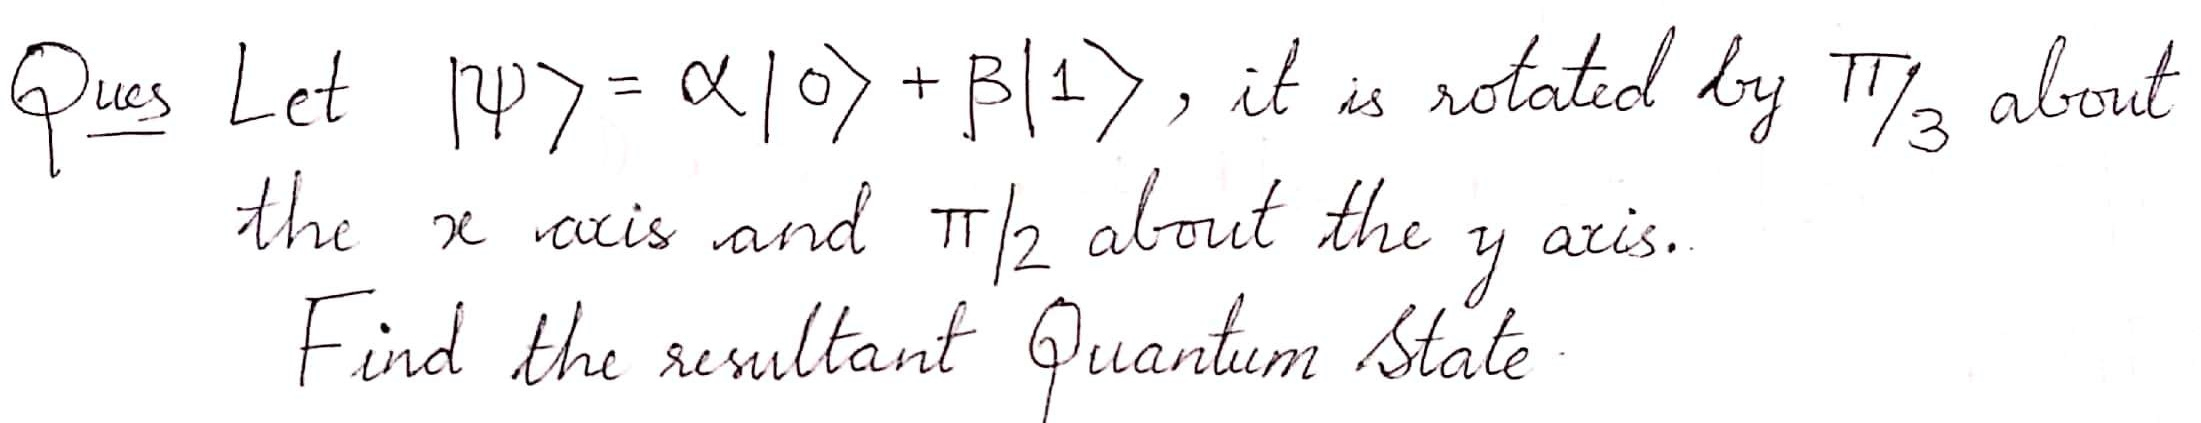 Ques Let |ψ⟩ = α|0⟩ + β|1⟩, it is rotated by π/3 about
the x axis and π/2 about the y axis.
Find the resultant Quantum State.